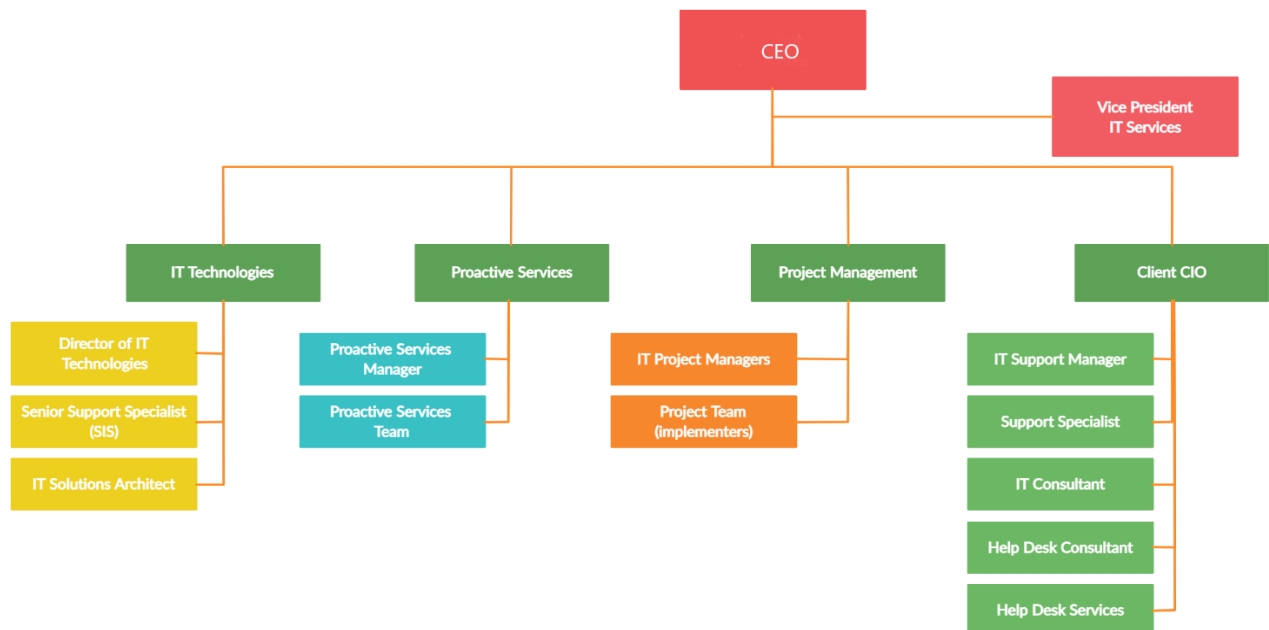 CEO
Vice President
IT Services
IT Technologies
Proactive Services
Project Management
Client CIO
Director of IT
Technologies
Senior Support Specialist
(SIS)
IT Solutions Architect
Proactive Services
Manager
Proactive Services
Team
IT Project Managers
Project Team
(implementers)
IT Support Manager
Support Specialist
IT Consultant
Help Desk Consultant
Help Desk Services